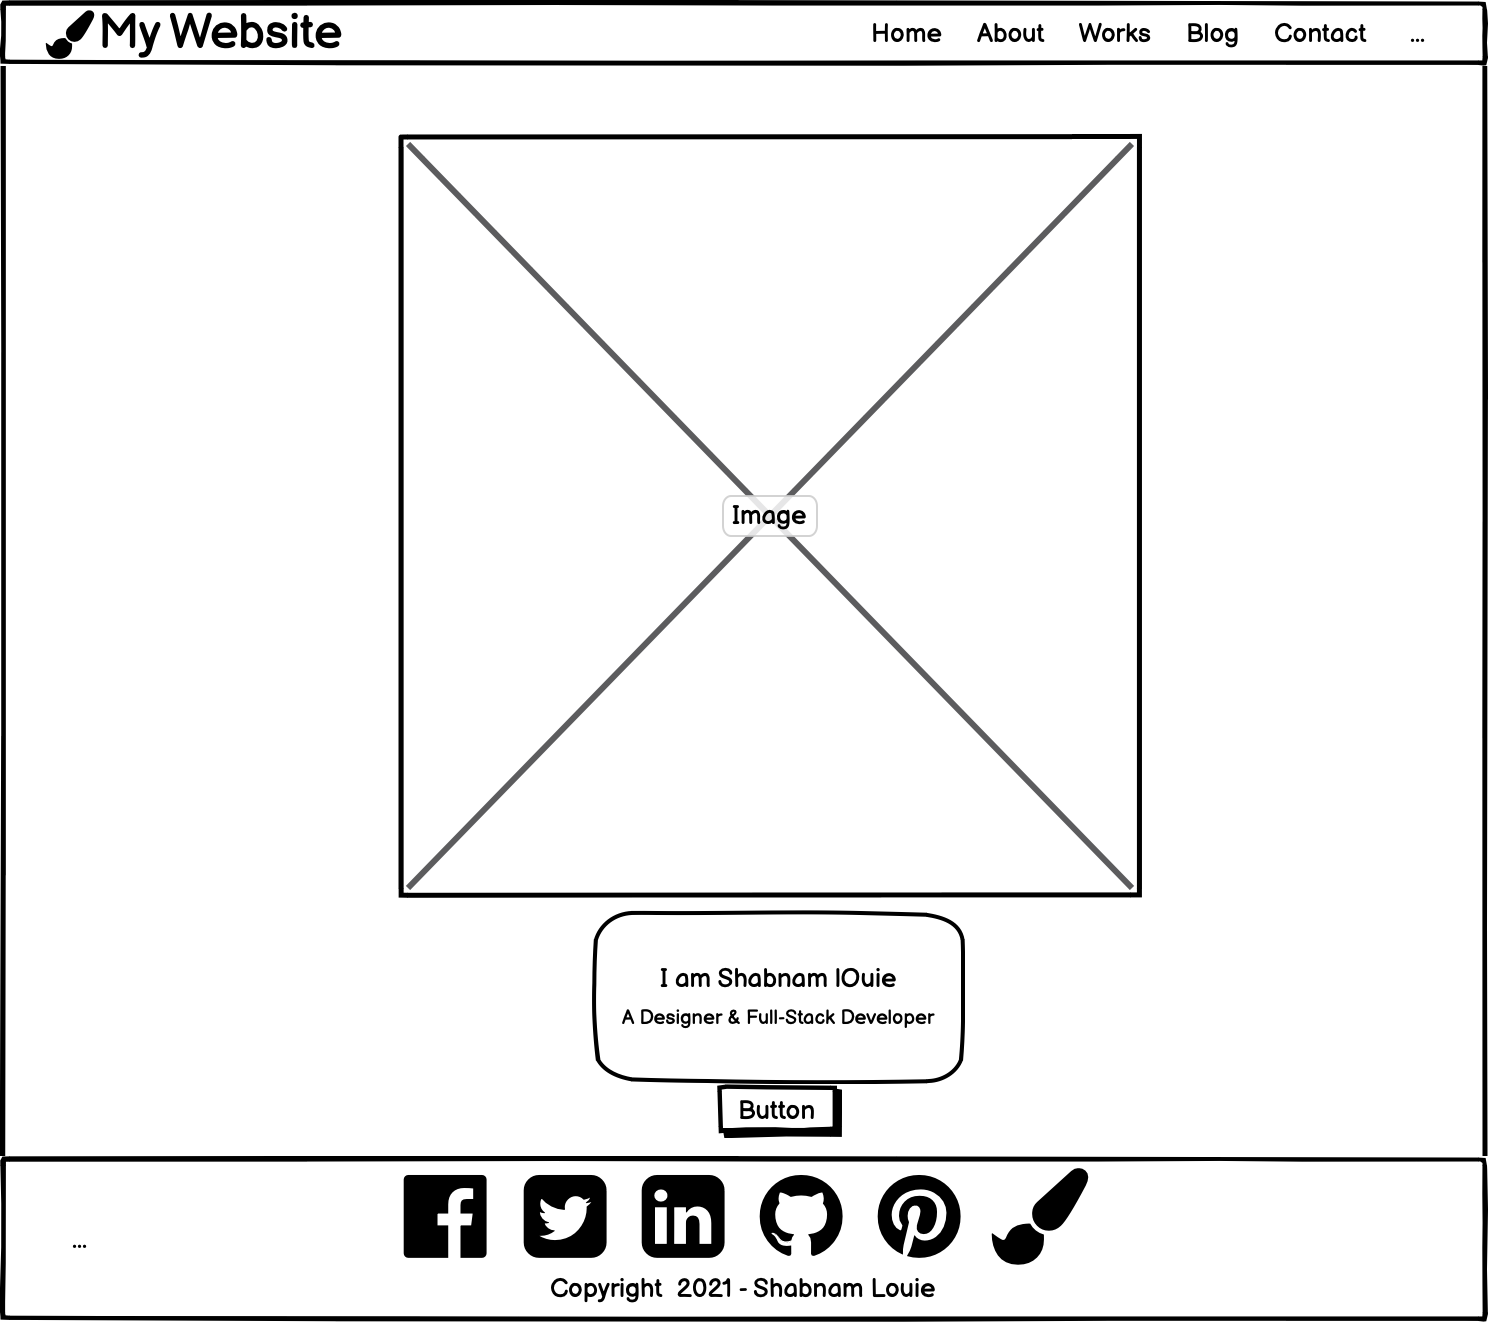 My Website Home About Works Blog Contact ...
Image
I am Shabnam lOuie
A Designer & Full-Stack Developer
Button
...
Copyright 2021 - Shabnam Louie